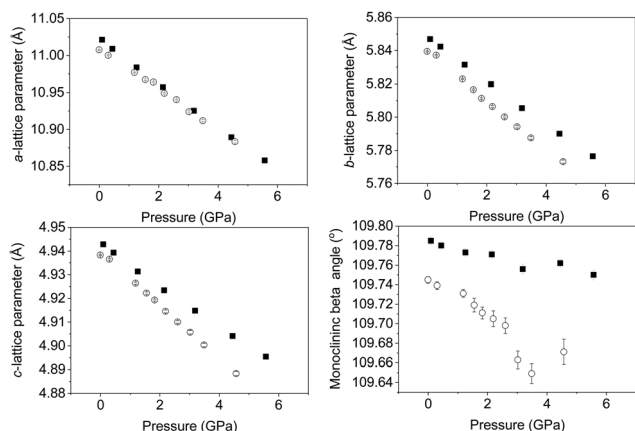 11.05
11.00
10.95
10.90
10.85
a-lattice parameter (Å)
0 2 4 6
Pressure (GPa)
5.86
5.84
5.82
5.80
5.78
5.76
b-lattice parameter (Å)
0 2 4 6
Pressure (GPa)
4.95
4.94
4.93
4.92
4.91
4.90
4.89
4.88
c-lattice parameter (Å)
0 2 4 6
Pressure (GPa)
109.80
109.78
109.76
109.74
109.72
109.70
109.68
109.66
109.64
Monoclininc beta angle (º)
0 2 4 6
Pressure (GPa)